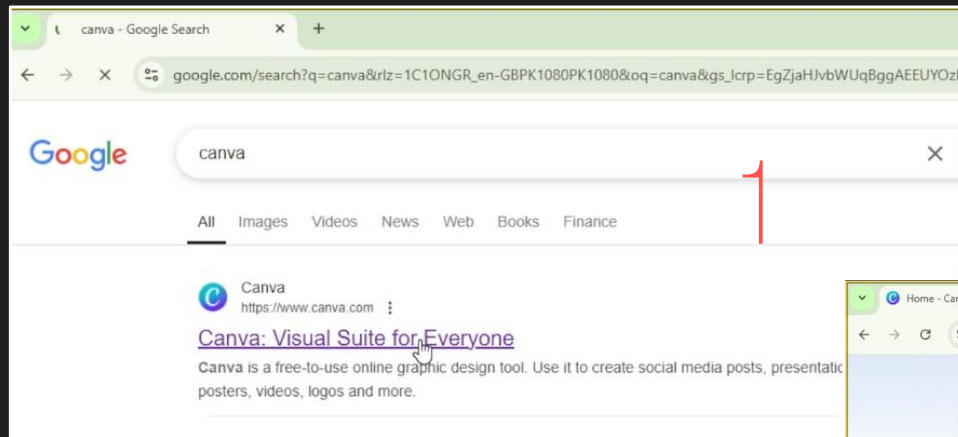 canva - Google Search
google.com/search?q=canva&rlz=1C1ONGR_en-GBPK1080PK1080&oq=canva&gs_lcrp=EgZjaHJvbWUqBggAEEUYOz
Google
canva
1
All Images Videos News Web Books Finance
Canva
https://www.canva.com
Home - Can
Canva: Visual Suite for Everyone
Canva is a free-to-use online graphic design tool. Use it to create social media posts,
posters, videos, logos and more.